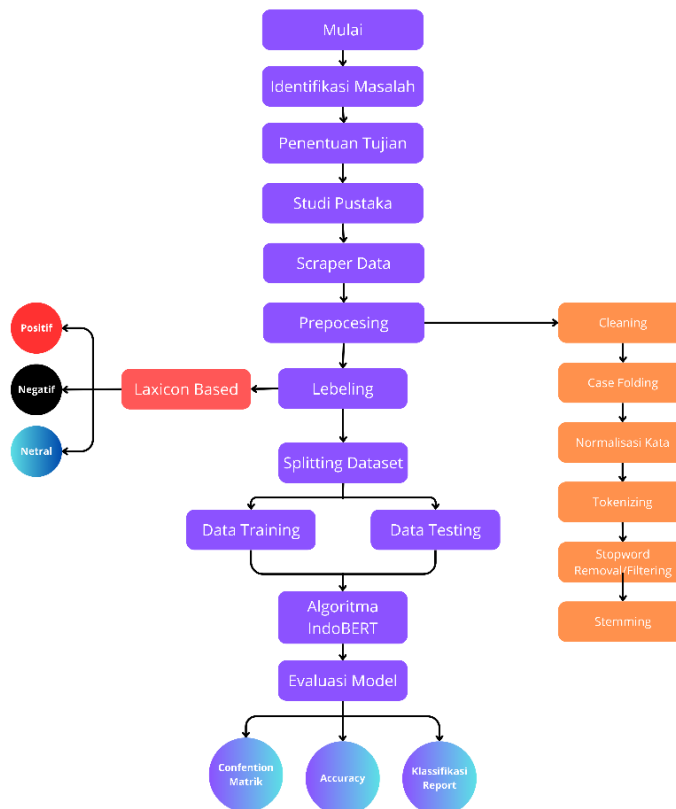 Mulai
Identifikasi Masalah
Penentuan Tujian
Studi Pustaka
Scraper Data
Prepocesing
Cleaning
Case Folding
Normalisasi Kata
Tokenizing
Stopword
Removal/Filtering
Stemming
Lebeling
Laxicon Based
Positif
Negatif
Netral
Splitting Dataset
Data Training
Data Testing
Algoritma
IndoBERT
Evaluasi Model
Confention
Matrik
Accuracy
Klassifikasi
Report